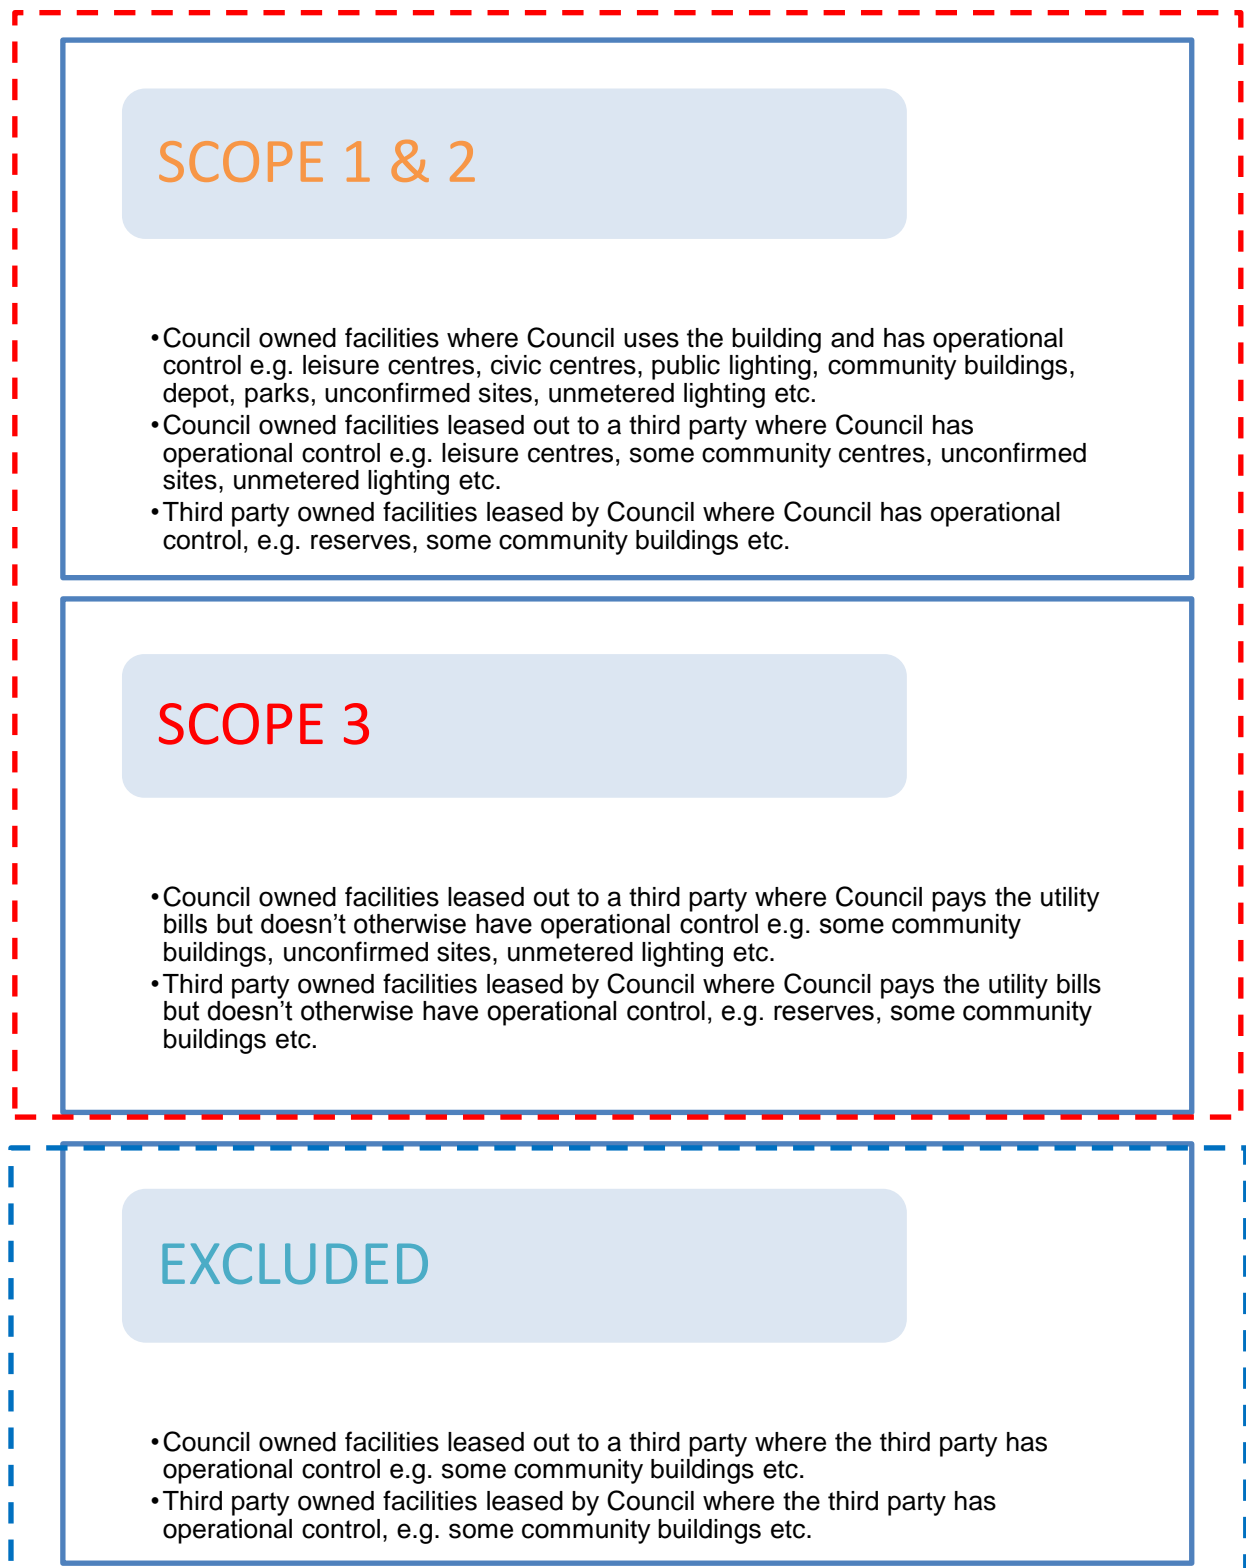 SCOPE 1 & 2
•Council owned facilities where Council uses the building and has operational
control e.g. leisure centres, civic centres, public lighting, community buildings,
depot, parks, unconfirmed sites, unmetered lighting etc.
•Council owned facilities leased out to a third party where Council has
operational control e.g. leisure centres, some community centres, unconfirmed
sites, unmetered lighting etc.
•Third party owned facilities leased by Council where Council has operational
control, e.g. reserves, some community buildings etc.
SCOPE 3
•Council owned facilities leased out to a third party where Council pays the utility
bills but doesn’t otherwise have operational control e.g. some community
buildings, unconfirmed sites, unmetered lighting etc.
•Third party owned facilities leased by Council where Council pays the utility bills
but doesn’t otherwise have operational control, e.g. reserves, some community
buildings etc.
EXCLUDED
•Council owned facilities leased out to a third party where the third party has
operational control e.g. some community buildings etc.
•Third party owned facilities leased by Council where the third party has
operational control, e.g. some community buildings etc.